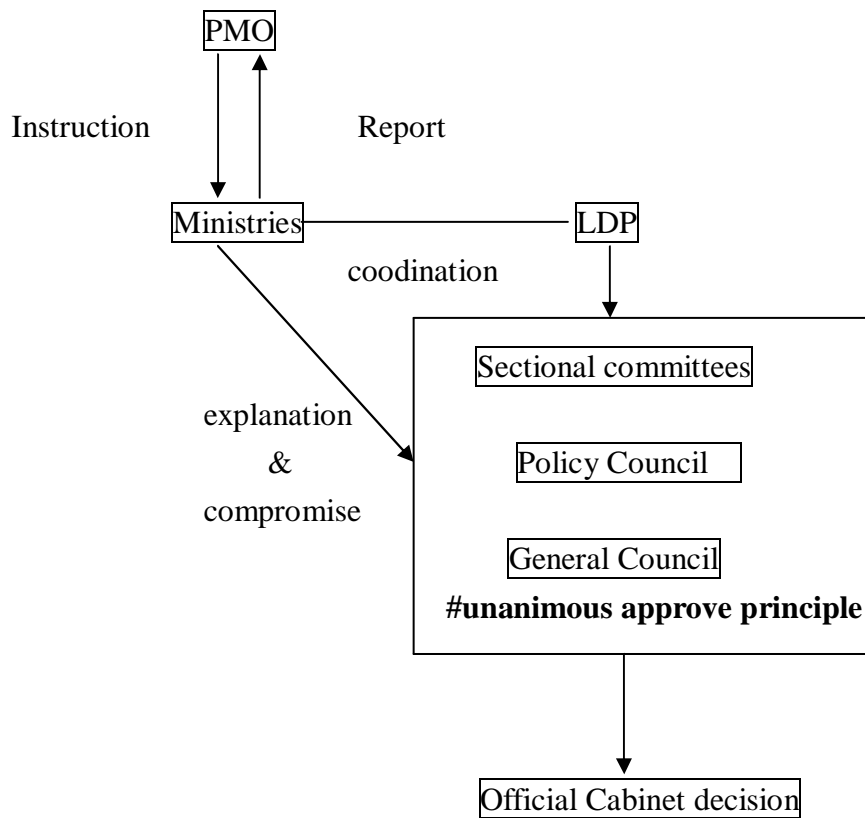 PMO
Instruction
Report
Ministries
LDP
coodination
Sectional committees
explanation
&
compromise
Policy Council
General Council
#unanimous approve principle
Official Cabinet decision